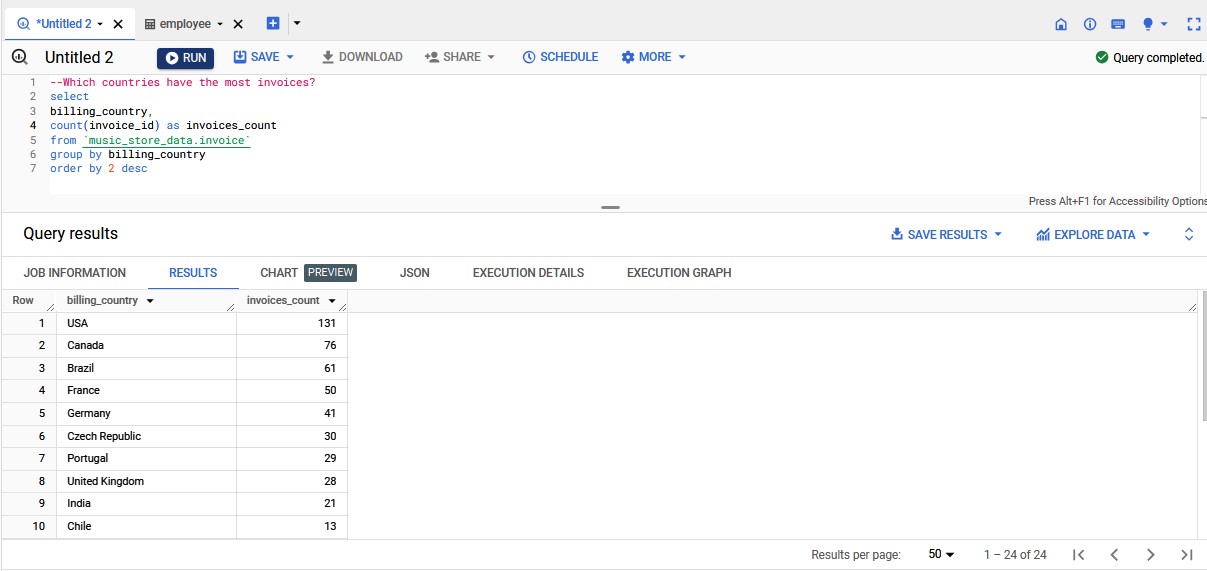 *Untitled 2 employee
Untitled 2 RUN SAVE DOWNLOAD SHARE SCHEDULE MORE Query completed.
1 --Which countries have the most invoices?
2 select
3 billing_country,
4 count(invoice_id) as invoices_count
5 from `music_store_data.invoice`
6 group by billing_country
7 order by 2 desc
Press Alt+F1 for Accessibility Options
Query results SAVE RESULTS EXPLORE DATA
JOB INFORMATION RESULTS CHART PREVIEW JSON EXECUTION DETAILS EXECUTION GRAPH
Row billing_country invoices_count
1 USA 131
2 Canada 76
3 Brazil 61
4 France 50
5 Germany 41
6 Czech Republic 30
7 Portugal 29
8 United Kingdom 28
9 India 21
10 Chile 13
Results per page: 50 1 – 24 of 24